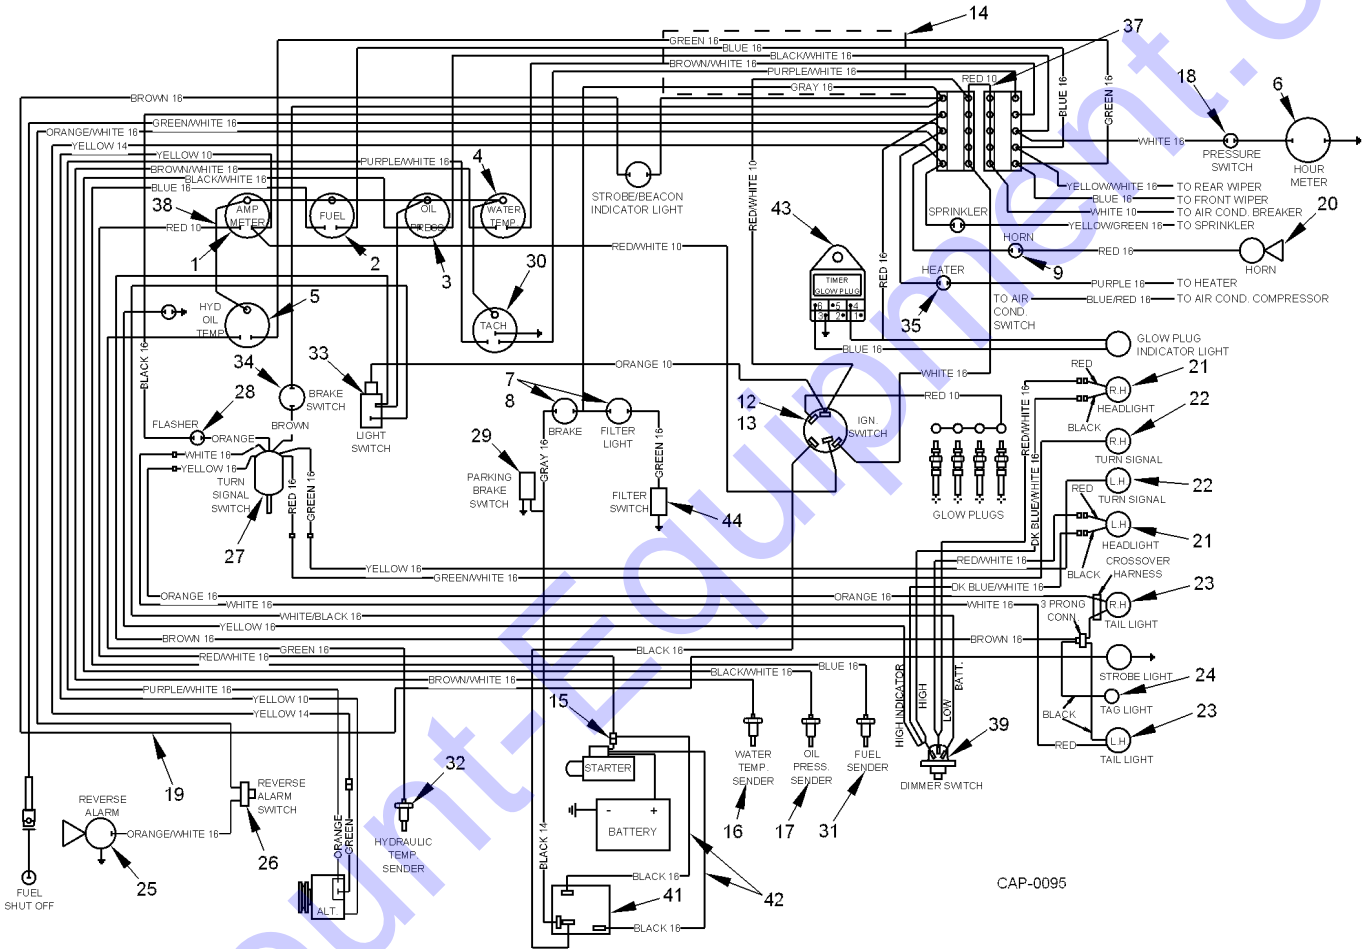 14
37
GREEN 16
BLUE 16
BLACK/WHITE 16
BROWN/WHITE 16
PURPLE/WHITE 16
RED 10
GRAY 16
18
6
BROWN 16
BLUE 16
GREEN 16
GREEN/WHITE 16
ORANGE/WHITE 16
YELLOW 14
YELLOW 10
BROWN/WHITE 16
BLACK/WHITE 16
BLUE 16
PURPLE/WHITE 16
4
WHITE 16
PRESSURE
SWITCH
HOUR
METER
STROBE/BEACON
INDICATOR LIGHT
RED/WHITE 10
YELLOW/WHITE 16
TO REAR WIPER
BLUE 16
TO FRONT WIPER
WHITE 10
TO AIR COND. BREAKER
YELLOW/GREEN 16
TO SPRINKLER
38
RED 10
AMP
METER
FUEL
OIL
PRESS
WATER
TEMP
1
2
3
30
RED/WHITE 10
43
SPRINKLER
HORN
9
RED 16
20
HORN
HEATER
35
PURPLE 16
TO HEATER
TO AIR
COND.
SWITCH
BLUE/RED 16
TO AIR COND. COMPRESSOR
TIMER
GLOW PLUG
6
5
4
3
2
1
RED 16
BLUE 16
GLOW PLUG
INDICATOR LIGHT
HYD
OIL
TEMP
5
TACH
BLACK 16
34
33
BRAKE
SWITCH
28
FLASHER
ORANGE
BROWN
LIGHT
SWITCH
ORANGE 10
7
8
BRAKE
FILTER
LIGHT
12
13
IGN.
SWITCH
WHITE 16
RED 10
GLOW PLUGS
WHITE 16
YELLOW 16
TURN
SIGNAL
SWITCH
27
RED 16
GREEN 16
29
PARKING
BRAKE
SWITCH
GRAY 16
GREEN 16
FILTER
SWITCH
44
RED/WHITE 16
DK BLUE/WHITE 16
RED
R.H
21
HEADLIGHT
BLACK
22
R.H
TURN SIGNAL
L.H
22
TURN SIGNAL
RED
L.H
21
HEADLIGHT
BLACK
RED/WHITE 16
DK BLUE/WHITE 16
CROSSOVER
HARNESS
YELLOW 16
GREEN/WHITE 16
ORANGE 16
ORANGE 16
WHITE 16
WHITE 16
R.H
23
TAIL LIGHT
3 PRONG
CONN.
WHITE/BLACK 16
YELLOW 16
BROWN 16
BROWN 16
GREEN 16
BLACK 16
RED/WHITE 16
BLUE 16
BLACK/WHITE 16
BROWN/WHITE 16
STROBE LIGHT
24
TAG LIGHT
BLACK
23
L.H
RED
TAIL LIGHT
HIGH INDICATOR
HIGH
LOW
BATT.
39
DIMMER SWITCH
PURPLE/WHITE 16
YELLOW 10
YELLOW 14
15
STARTER
WATER
TEMP.
SENDER
16
OIL
PRESS.
SENDER
17
FUEL
SENDER
31
19
32
HYDRAULIC
TEMP.
SENDER
REVERSE
ALARM
SWITCH
26
REVERSE
ALARM
ORANGE/WHITE 16
25
FUEL
SHUT OFF
ORANGE
GREEN
ALT.
- +
BATTERY
BLACK 14
BLACK 16
41
42
BLACK 16
CAP-0095